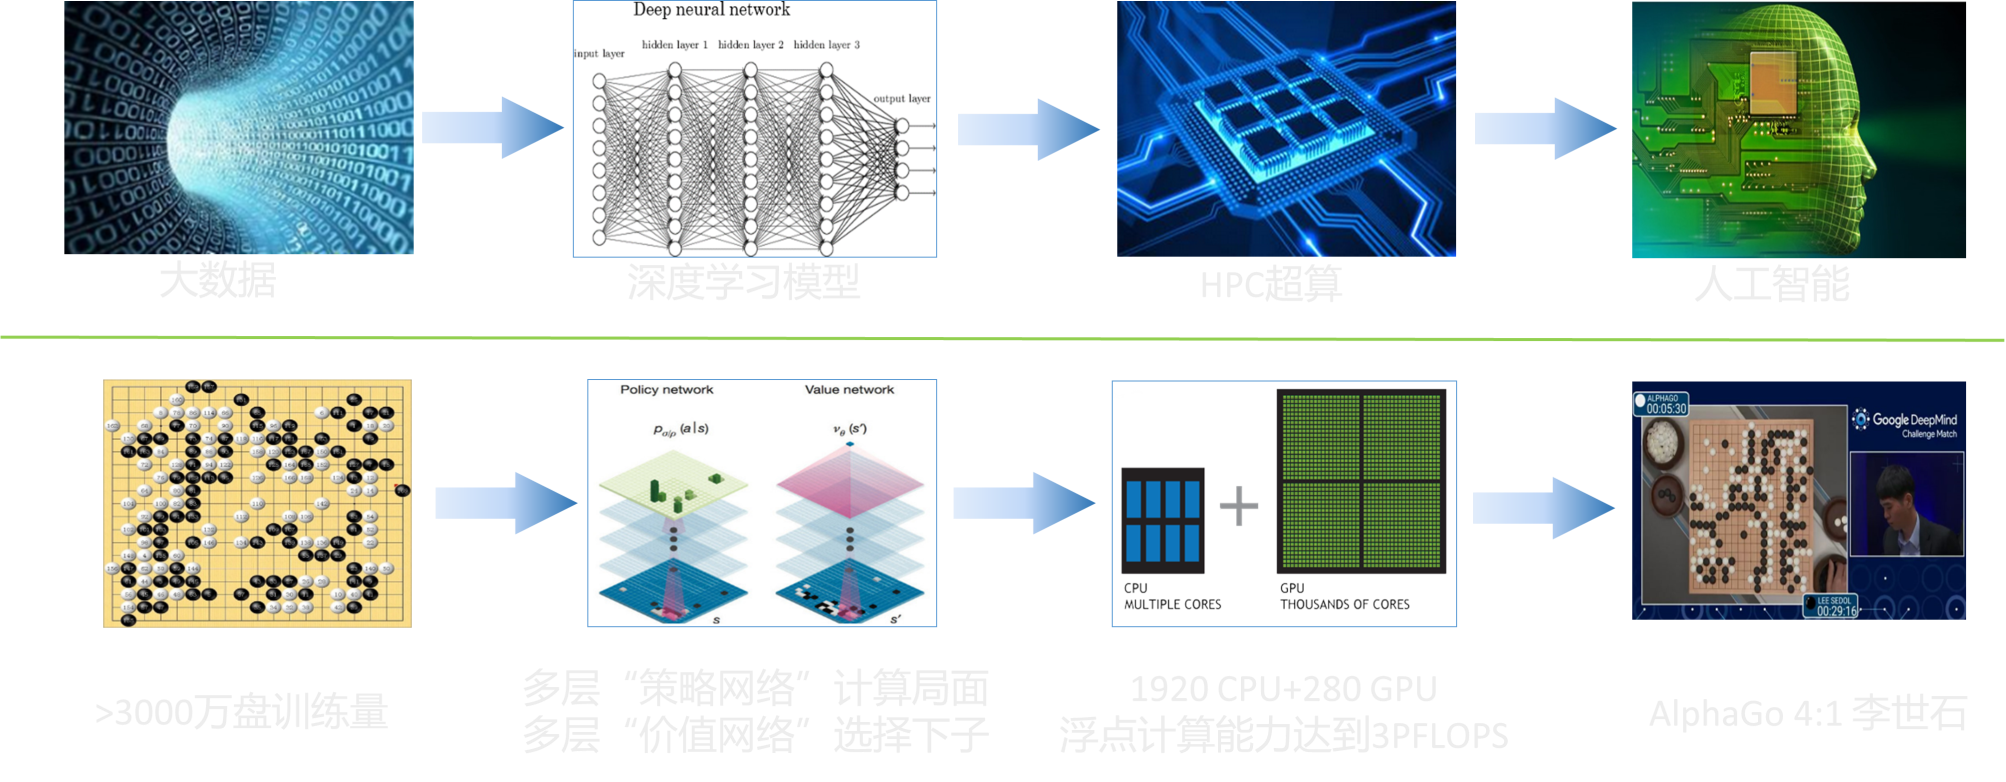 Deep neural network
input layer
hidden layer 1 hidden layer 2 hidden layer 3
output layer
大数据
深度学习模型
HPC超算
人工智能
Policy network
Value network
pσ/ρ (a|s)
νθ (s′)
s
s′
CPU
MULTIPLE CORES
GPU
THOUSANDS OF CORES
ALPHAGO
00:05:30
Google DeepMind
Challenge Match
LEE SEDOL
00:29:16
>3000万盘训练量
多层“策略网络”计算局面
多层“价值网络”选择下子
1920 CPU+280 GPU
浮点计算能力达到3PFLOPS
AlphaGo 4:1 李世石